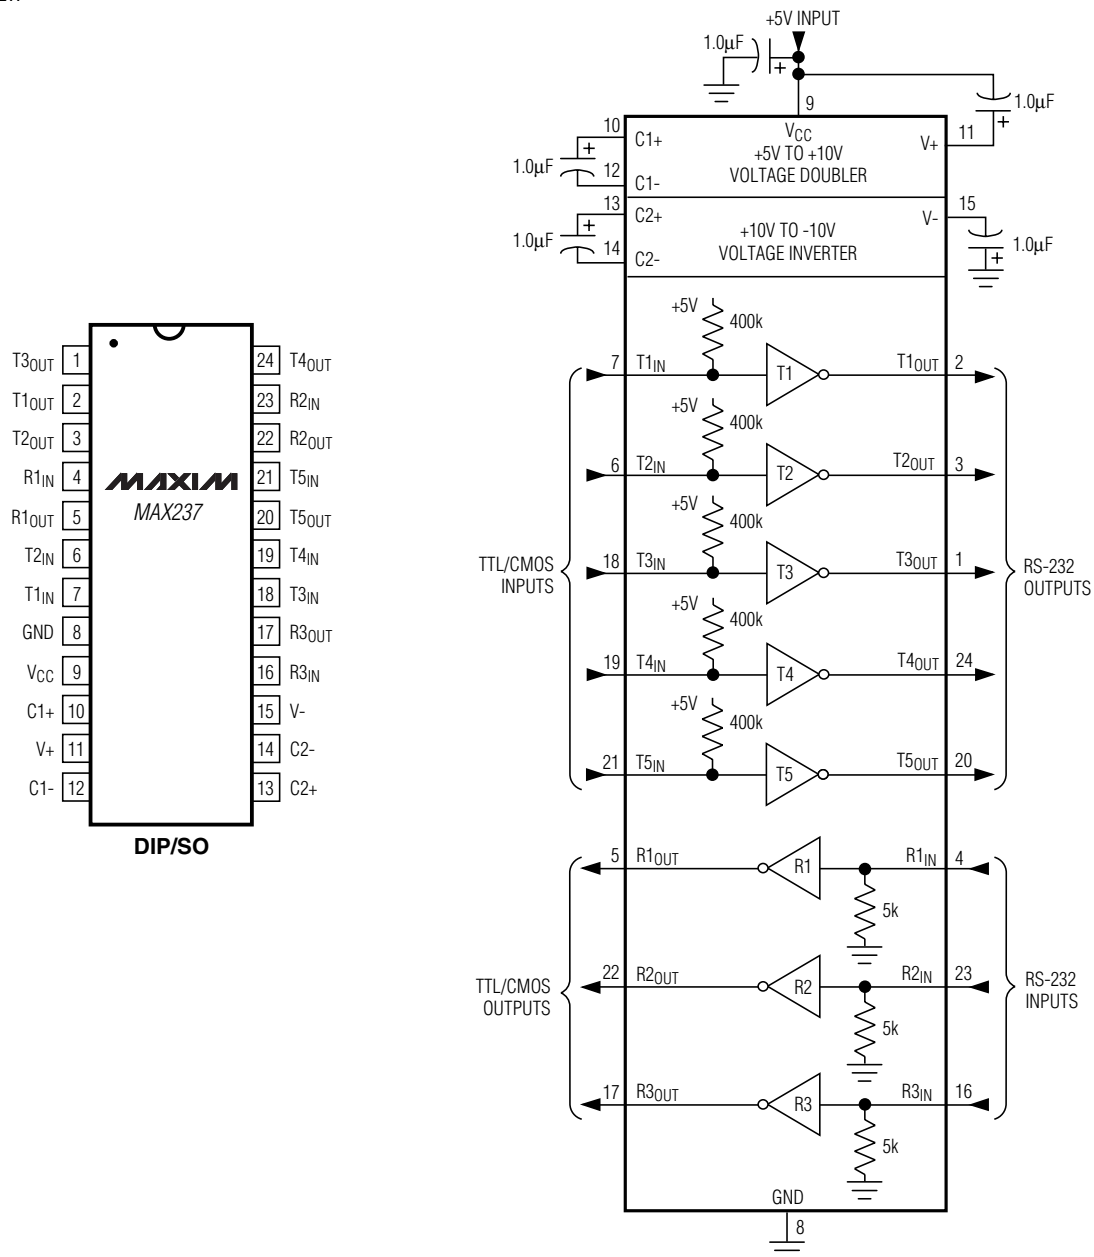 +5V INPUT
1.0µF
+
1.0µF
+
9
10
C1+
VCC
+5V TO +10V
VOLTAGE DOUBLER
V+
11
1.0µF
+
12
C1-
13
C2+
+10V TO -10V
VOLTAGE INVERTER
V-
15
1.0µF
+
14
C2-
1.0µF
+
T3OUT 1
24 T4OUT
T1OUT 2
23 R2IN
T2OUT 3
22 R2OUT
R1IN 4
21 T5IN
R1OUT 5
20 T5OUT
T2IN 6
19 T4IN
T1IN 7
18 T3IN
GND 8
17 R3OUT
VCC 9
16 R3IN
C1+ 10
15 V-
V+ 11
14 C2-
C1- 12
13 C2+
MAXIM
MAX237
DIP/SO
+5V
400k
7 T1IN T1 T1OUT 2
+5V
400k
6 T2IN T2 T2OUT 3
+5V
400k
TTL/CMOS
INPUTS
18 T3IN T3 T3OUT 1
RS-232
OUTPUTS
+5V
400k
19 T4IN T4 T4OUT 24
+5V
400k
21 T5IN T5 T5OUT 20
5 R1OUT R1 R1IN 4
5k
TTL/CMOS
OUTPUTS
22 R2OUT R2 R2IN 23
RS-232
INPUTS
5k
17 R3OUT R3 R3IN 16
5k
GND
8